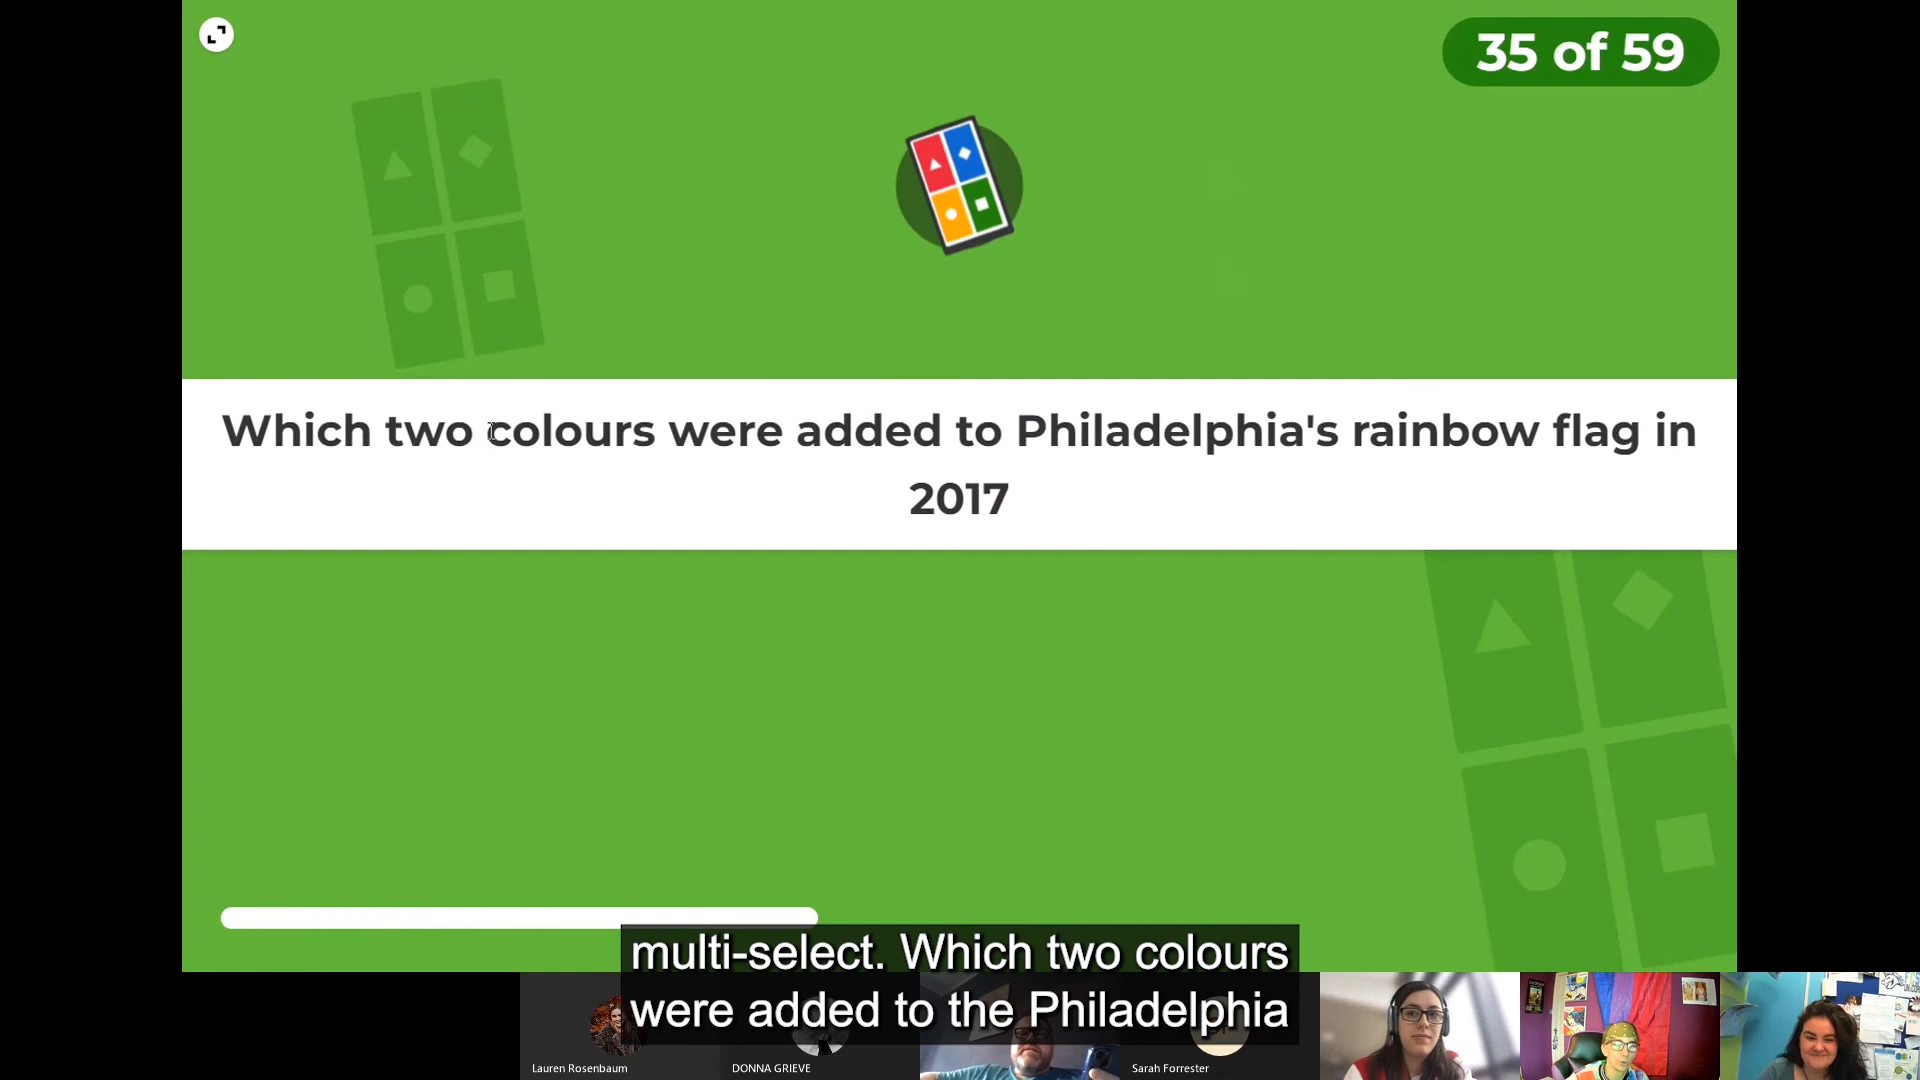 35 of 59
Which two colours were added to Philadelphia's rainbow flag in
2017
multi-select. Which two colours
were added to the Philadelphia
Lauren Rosenbaum
DONNA GRIEVE
Sarah Forrester